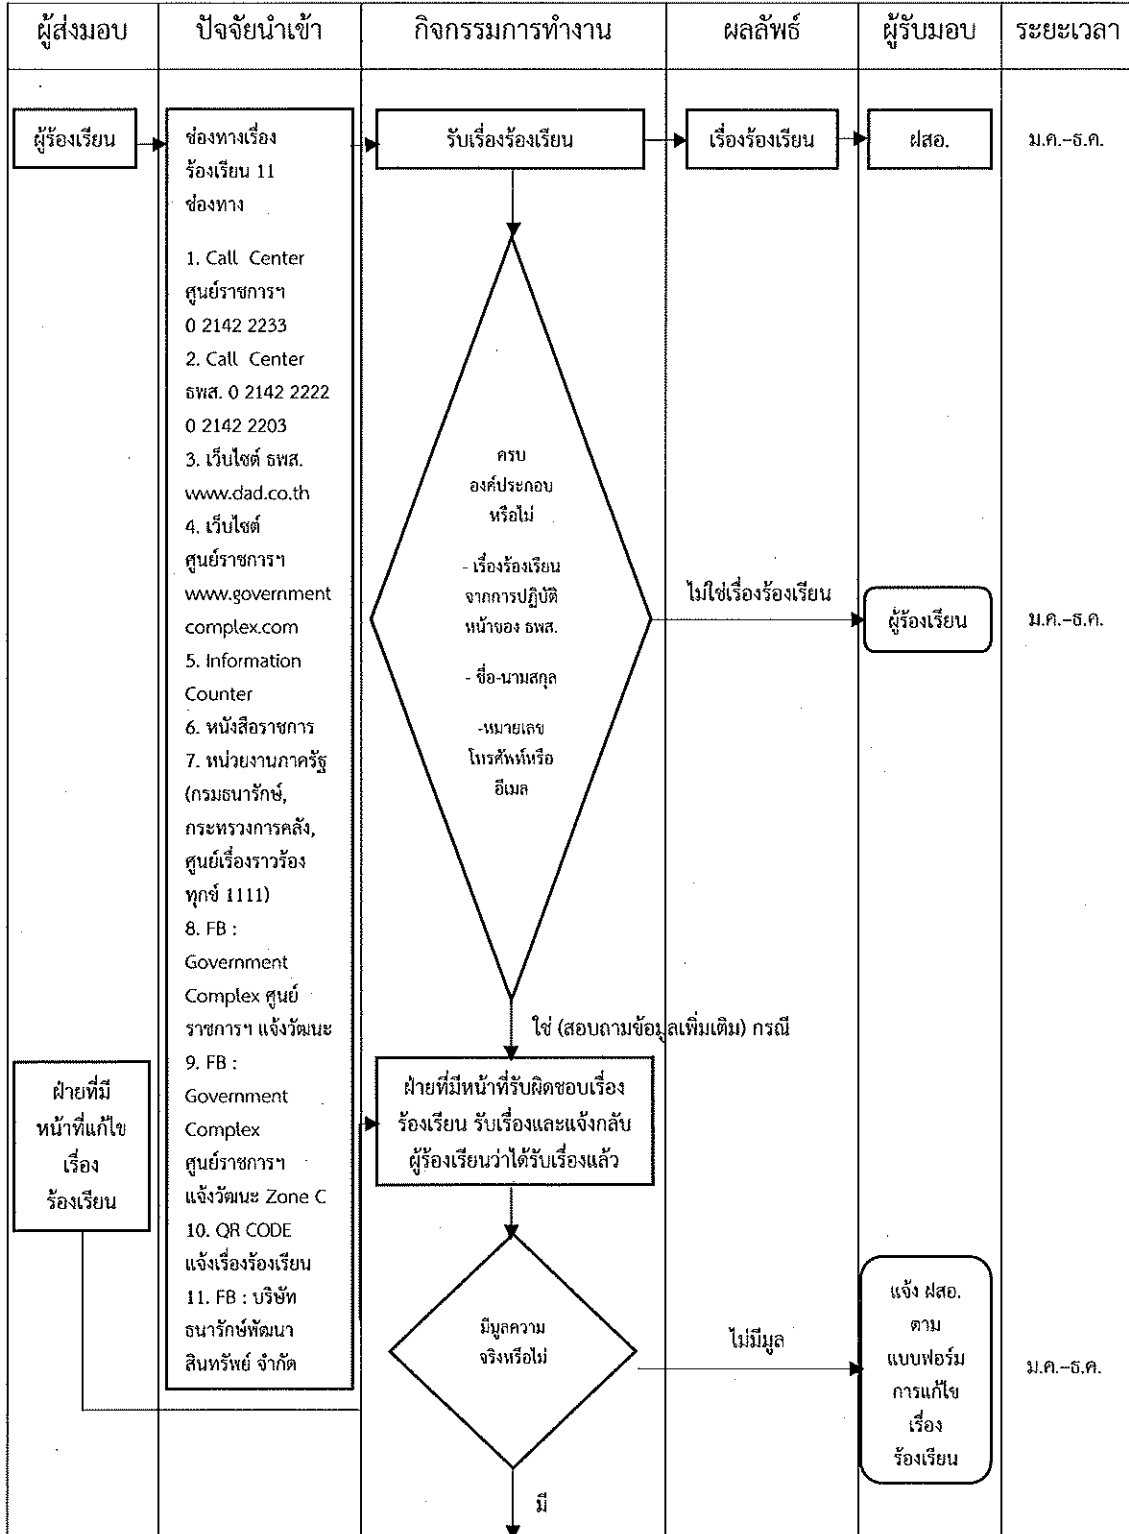 ผู้ส่งมอบ
ปัจจัยนำเข้า
กิจกรรมการทำงาน
ผลลัพธ์
ผู้รับมอบ
ระยะเวลา
ผู้ร้องเรียน
ช่องทางเรื่อง
ร้องเรียน 11
ช่องทาง
1. Call Center
ศูนย์ราชการฯ
0 2142 2233
2. Call Center
ธพส. 0 2142 2222
0 2142 2203
3. เว็บไซต์ ธพส.
www.dad.co.th
4. เว็บไซต์
ศูนย์ราชการฯ
www.government
complex.com
5. Information
Counter
6. หนังสือราชการ
7. หน่วยงานภาครัฐ
(กรมธนารักษ์,
กระทรวงการคลัง,
ศูนย์เรื่องราวร้อง
ทุกข์ 1111)
8. FB :
Government
Complex ศูนย์
ราชการฯ แจ้งวัฒนะ
9. FB :
Government
Complex
ศูนย์ราชการฯ
แจ้งวัฒนะ Zone C
10. QR CODE
แจ้งเรื่องร้องเรียน
11. FB : บริษัท
ธนารักษ์พัฒนา
สินทรัพย์ จำกัด
รับเรื่องร้องเรียน
เรื่องร้องเรียน
ฝสอ.
ม.ค.-ธ.ค.
ครบ
องค์ประกอบ
หรือไม่
- เรื่องร้องเรียน
จากการปฏิบัติ
หน้าของ ธพส.
- ชื่อ-นามสกุล
-หมายเลข
โทรศัพท์หรือ
อีเมล
ไม่ใช่เรื่องร้องเรียน
ผู้ร้องเรียน
ม.ค.-ธ.ค.
ใช่ (สอบถามข้อมูลเพิ่มเติม) กรณี
ฝ่ายที่มี
หน้าที่แก้ไข
เรื่อง
ร้องเรียน
ฝ่ายที่มีหน้าที่รับผิดชอบเรื่อง
ร้องเรียน รับเรื่องและแจ้งกลับ
ผู้ร้องเรียนว่าได้รับเรื่องแล้ว
มีมูลความ
จริงหรือไม่
ไม่มีมูล
แจ้ง ฝสอ.
ตาม
แบบฟอร์ม
การแก้ไข
เรื่อง
ร้องเรียน
ม.ค.-ธ.ค.
มี